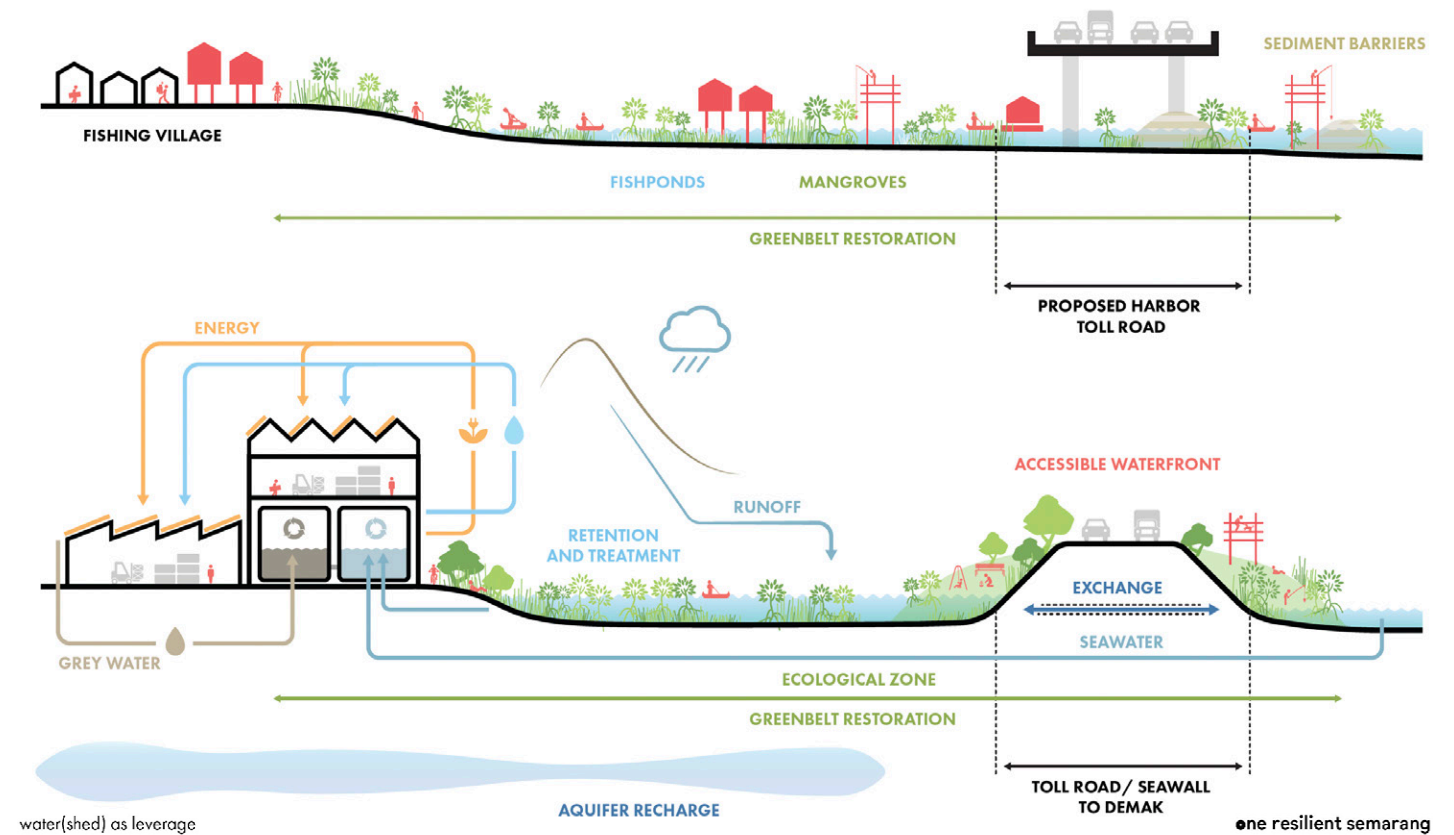 SEDIMENT BARRIERS
FISHING VILLAGE
FISHPONDS
MANGROVES
GREENBELT RESTORATION
PROPOSED HARBOR
TOLL ROAD
ENERGY
ACCESSIBLE WATERFRONT
RUNOFF
RETENTION
AND TREATMENT
EXCHANGE
SEAWATER
GREY WATER
ECOLOGICAL ZONE
GREENBELT RESTORATION
TOLL ROAD/ SEAWALL
TO DEMAK
AQUIFER RECHARGE
water(shed) as leverage
one resilient semarang